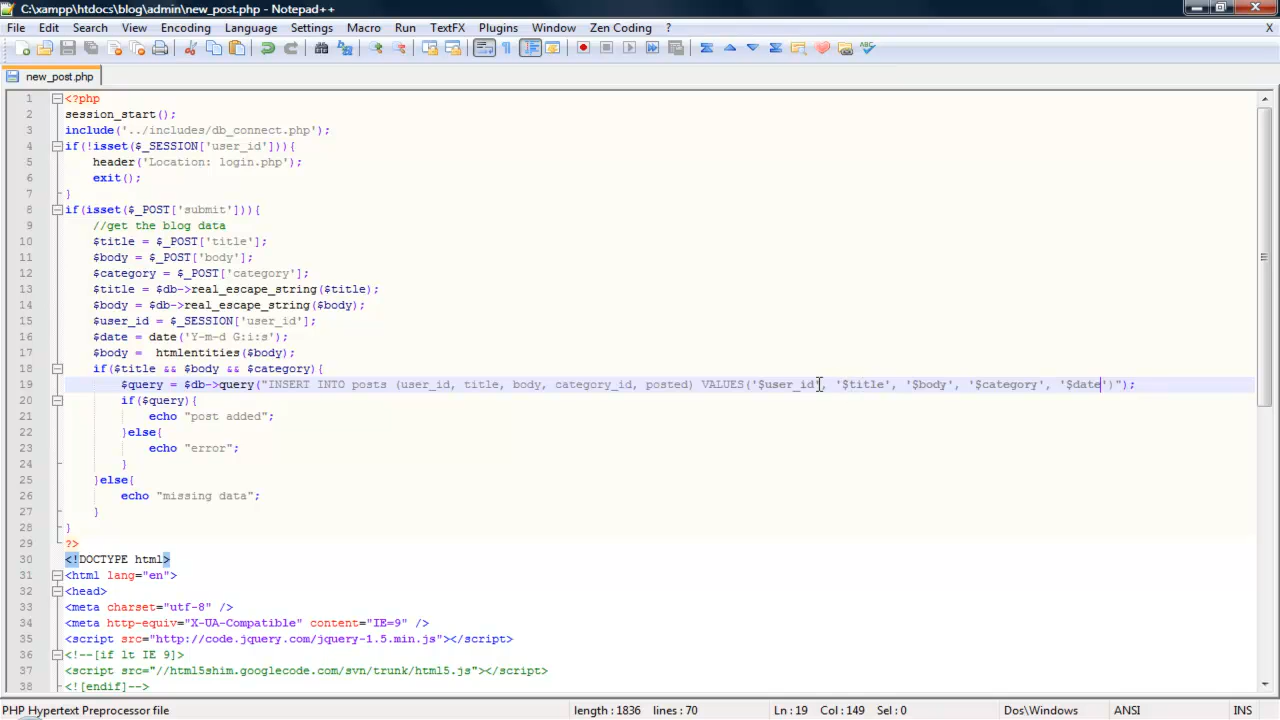 C:\xampp\htdocs\blog\admin\new_post.php - Notepad++
File Edit Search View Encoding Language Settings Macro Run TextFX Plugins Window Zen Coding ? X
new_post.php
1 <?php
2 session_start();
3 include('../includes/db_connect.php');
4 if(!isset($_SESSION['user_id'])){
5 header('Location: login.php');
6 exit();
7 }
8 if(isset($_POST['submit'])){
9 //get the blog data
10 $title = $_POST['title'];
11 $body = $_POST['body'];
12 $category = $_POST['category'];
13 $title = $db->real_escape_string($title);
14 $body = $db->real_escape_string($body);
15 $user_id = $_SESSION['user_id'];
16 $date = date('Y-m-d G:i:s');
17 $body =  htmlentities($body);
18 if($title && $body && $category){
19 $query = $db->query("INSERT INTO posts (user_id, title, body, category_id, posted) VALUES('$user_id', '$title', '$body', '$category', '$date')");
20 if($query){
21 echo "post added";
22 }else{
23 echo "error";
24 }
25 }else{
26 echo "missing data";
27 }
28 }
29 ?>
30 <!DOCTYPE html>
31 <html lang="en">
32 <head>
33 <meta charset="utf-8" />
34 <meta http-equiv="X-UA-Compatible" content="IE=9" />
35 <script src="http://code.jquery.com/jquery-1.5.min.js"></script>
36 <!--[if lt IE 9]>
37 <script src="//html5shim.googlecode.com/svn/trunk/html5.js"></script>
38 <![endif]-->
PHP Hypertext Preprocessor file length : 1836 lines : 70 Ln : 19 Col : 149 Sel : 0 Dos\Windows ANSI INS